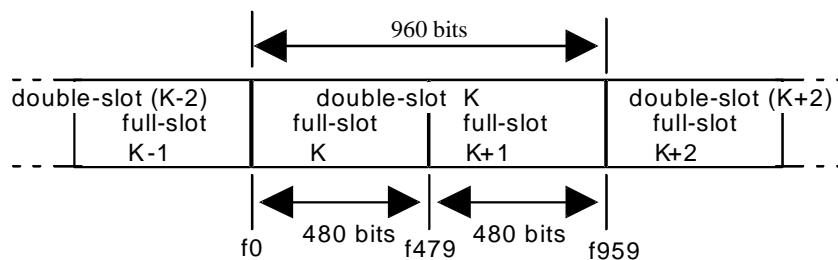 960 bits
double-slot (K-2) double-slot K double-slot (K+2)
full-slot full-slot full-slot full-slot
K-1 K K+1 K+2
480 bits 480 bits
f0 f479 f959